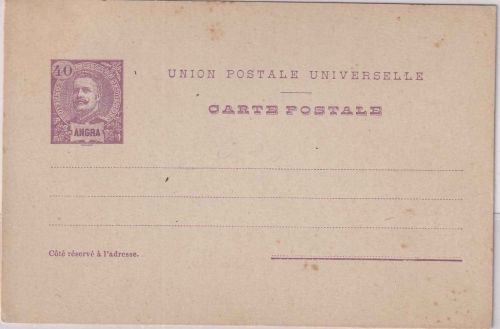 40
UNION POSTALE UNIVERSELLE
CARTE POSTALE
ANGRA
Côté réservé à l'adresse.